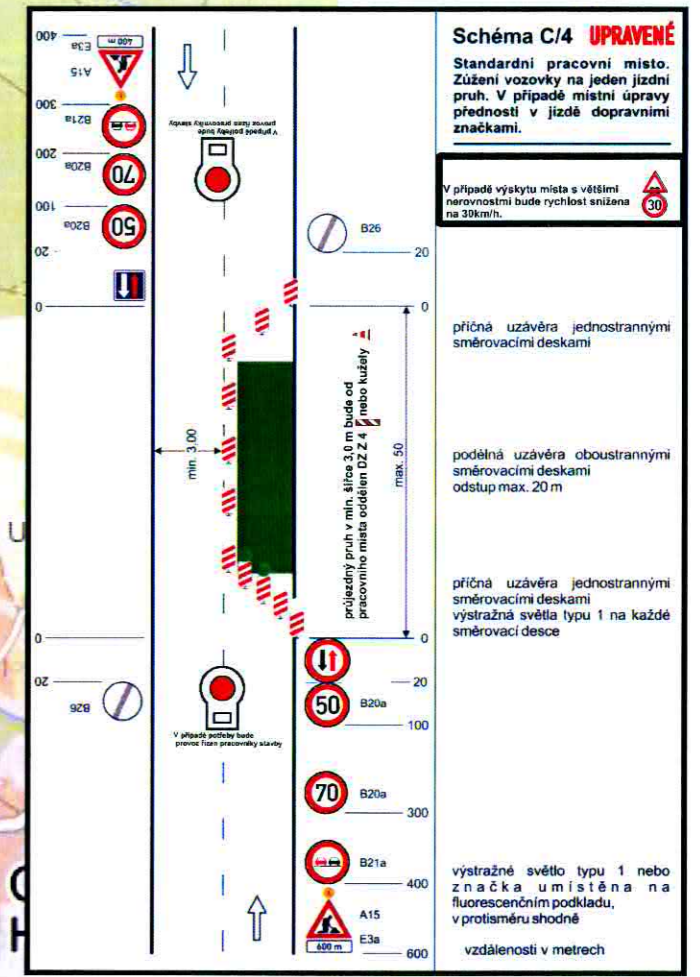 Schéma C/4 UPRAVENÉ
Standardní pracovní místo.
Zúžení vozovky na jeden jízdní
pruh. V případě místní úpravy
přednosti v jízdě dopravními
značkami.
V případě výskytu místa s většími
nerovnostmi bude rychlost snížena
na 30km/h.
30
400
E3a
400 m
A15
300
B21a
200
B20a
70
100
B20a
50
20
0
V případě potřeby bude
provoz řízen pracovníky stavby
B26
20
0
příčná uzávěra jednostrannými
směrovacími deskami
min. 3,00
průjezdný pruh v min. šířce 3,0 m bude od
pracovního místa oddělen DZ Z 4 nebo kužely
max. 50
podélná uzávěra oboustrannými
směrovacími deskami
odstup max. 20 m
příčná uzávěra jednostrannými
směrovacími deskami
výstražná světla typu 1 na každé
směrovací desce
0
0
20
B26
V případě potřeby bude
provoz řízen pracovníky stavby
20
50
B20a
100
70
B20a
300
B21a
400
A15
E3a
600 m
600
výstražné světlo typu 1 nebo
značka umístěna na
fluorescenčním podkladu,
v protisměru shodně
vzdálenosti v metrech
U